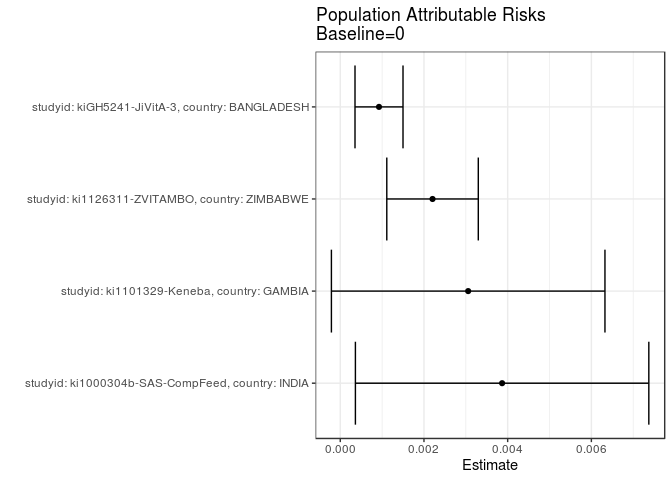 Population Attributable Risks
Baseline=0
studyid: kiGH5241-JiVitA-3, country: BANGLADESH
studyid: ki1126311-ZVITAMBO, country: ZIMBABWE
studyid: ki1101329-Keneba, country: GAMBIA
studyid: ki1000304b-SAS-CompFeed, country: INDIA
0.000 0.002 0.004 0.006
Estimate